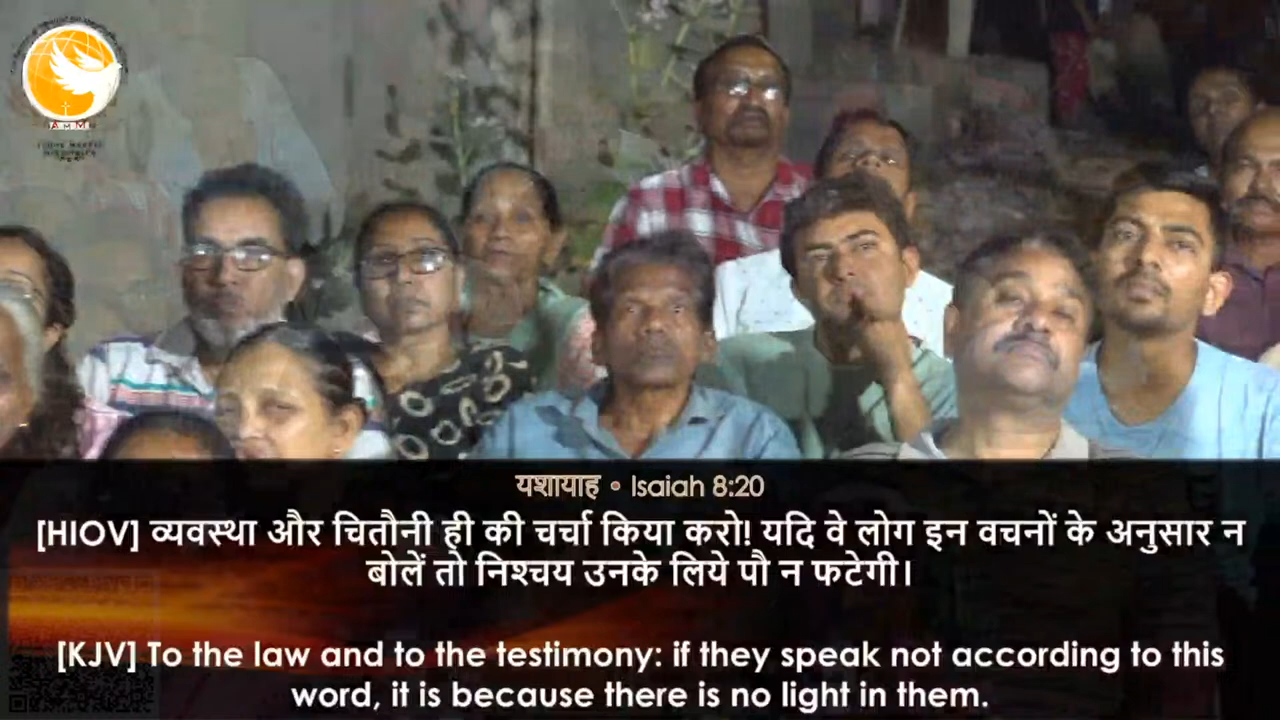 यशायाह • Isaiah 8:20
[HIOV] व्यवस्था और चितौनी ही की चर्चा किया करो! यदि वे लोग इन वचनों के अनुसार न
बोलें तो निश्चय उनके लिये पौ न फटेगी।
[KJV] To the law and to the testimony: if they speak not according to this
word, it is because there is no light in them.